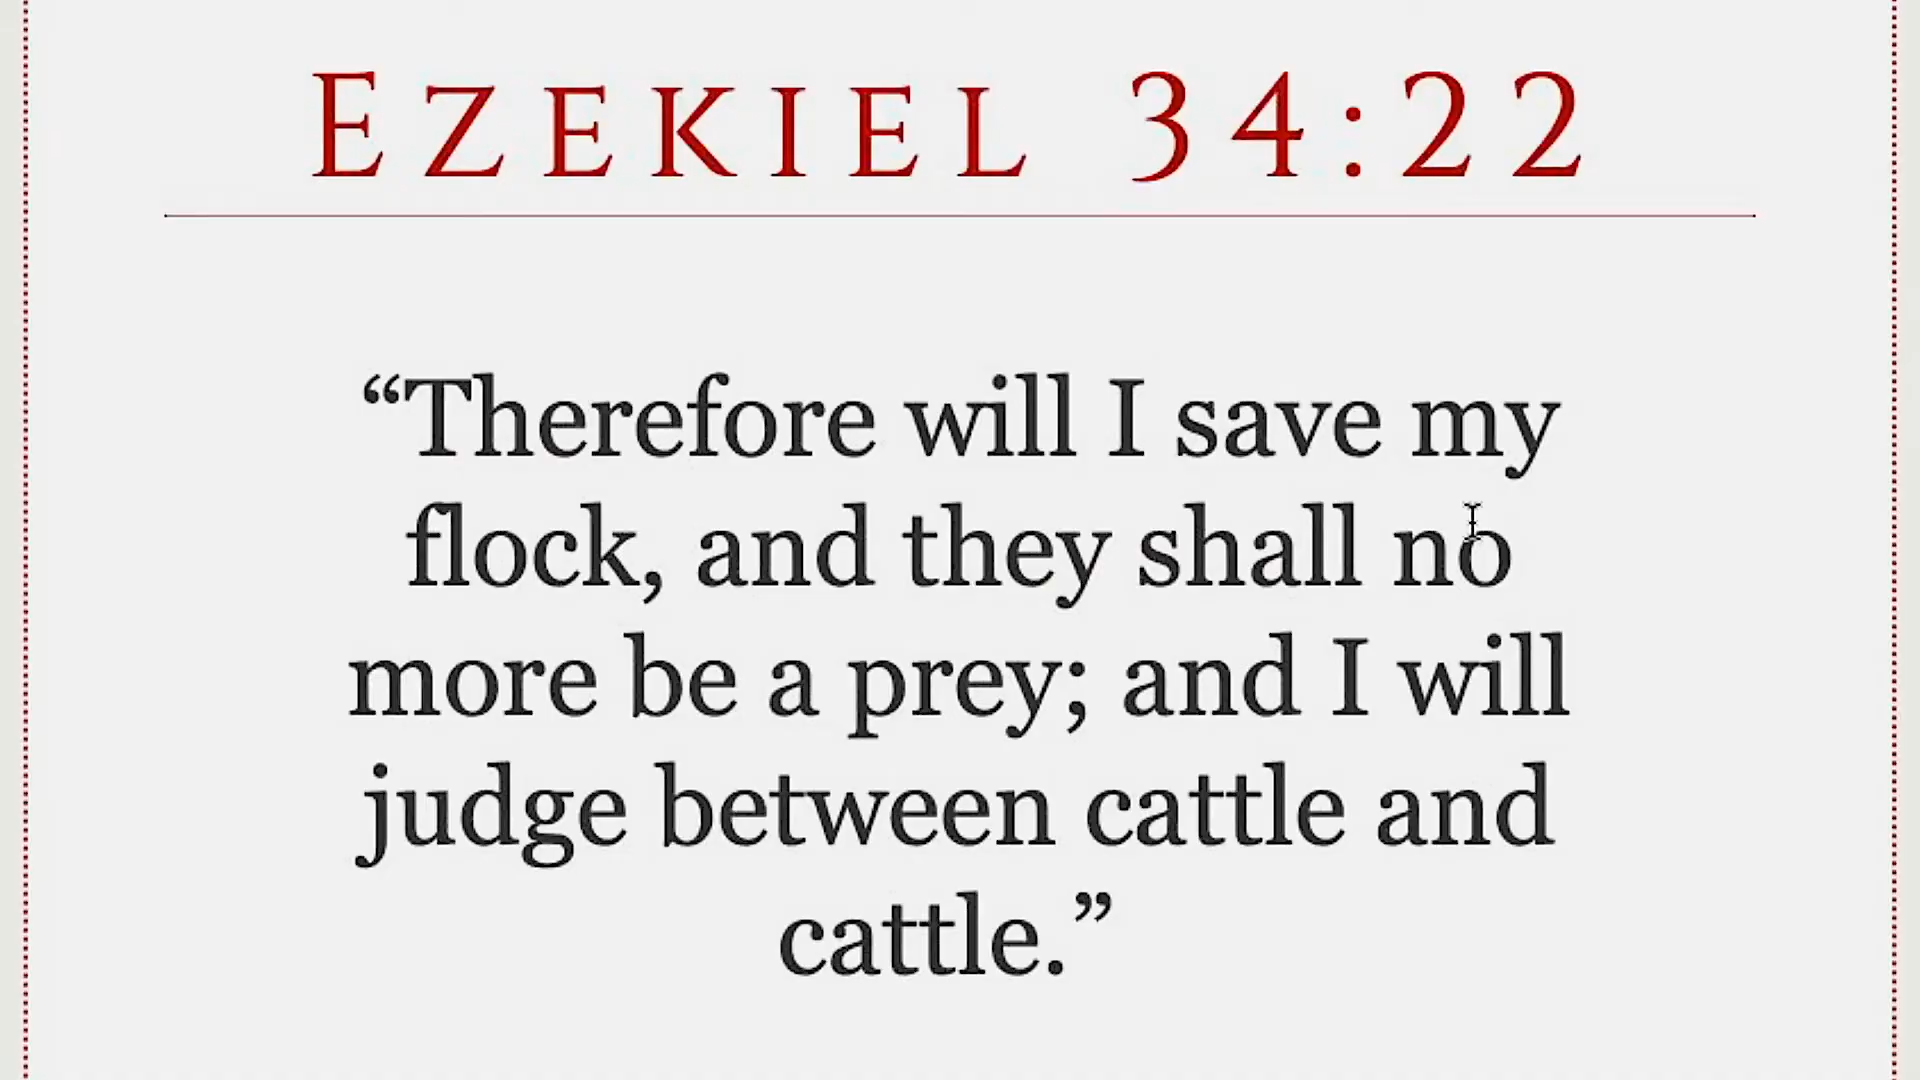 EZEKIEL 34:22
“Therefore will I save my
flock, and they shall no
more be a prey; and I will
judge between cattle and
cattle.”